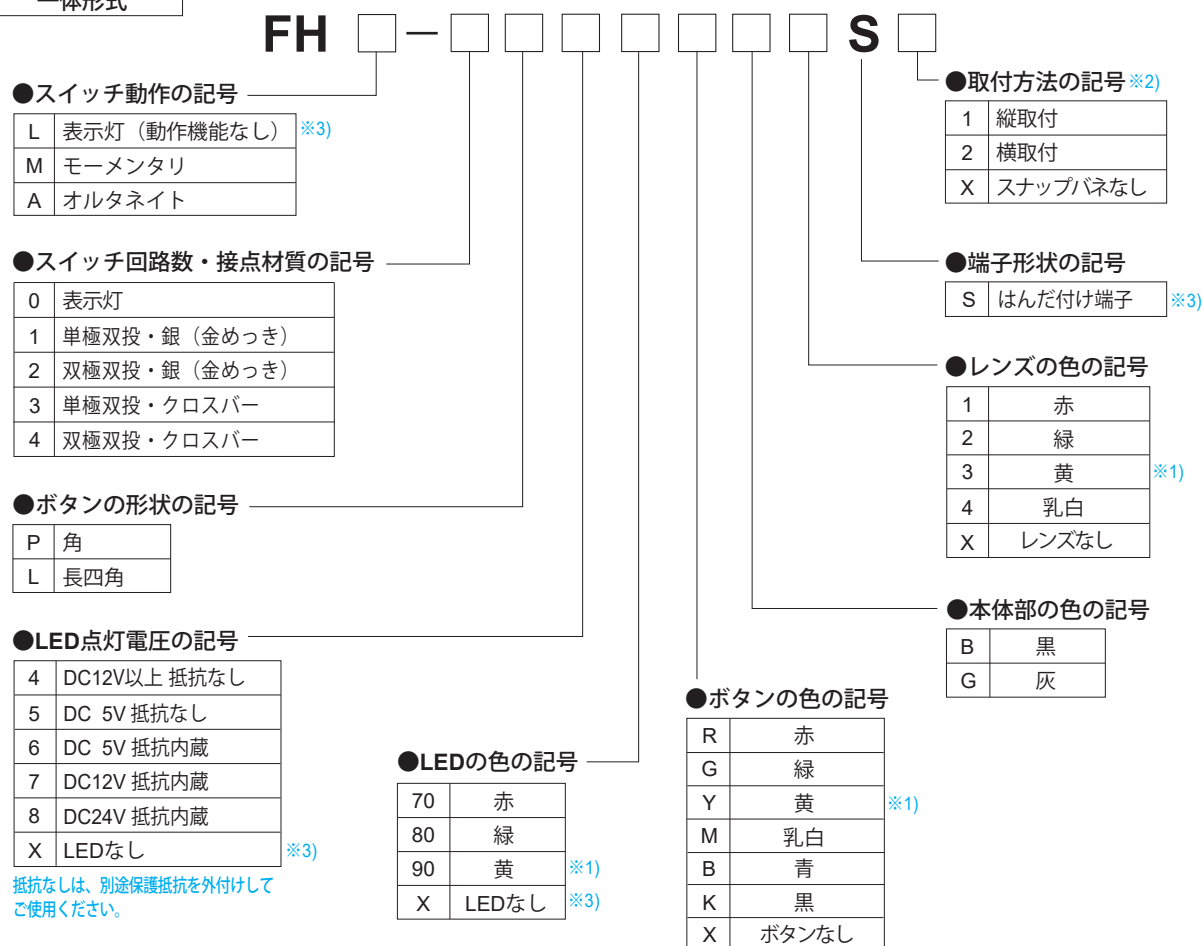 一体形式
FH □－□□□□□□□ S □
●スイッチ動作の記号
L 表示灯（動作機能なし） ※3)
M モーメンタリ
A オルタネイト
●スイッチ回路数・接点材質の記号
0 表示灯
1 単極双投・銀（金めっき）
2 双極双投・銀（金めっき）
3 単極双投・クロスバー
4 双極双投・クロスバー
●ボタンの形状の記号
P 角
L 長四角
●LED点灯電圧の記号
4 DC12V以上 抵抗なし
5 DC 5V 抵抗なし
6 DC 5V 抵抗内蔵
7 DC12V 抵抗内蔵
8 DC24V 抵抗内蔵
X LEDなし ※3)
抵抗なしは、別途保護抵抗を外付けして
ご使用ください。
●LEDの色の記号
70 赤
80 緑
90 黄 ※1)
X LEDなし ※3)
●ボタンの色の記号
R 赤
G 緑
Y 黄 ※1)
M 乳白
B 青
K 黒
X ボタンなし
●取付方法の記号 ※2)
1 縦取付
2 横取付
X スナップバネなし
●端子形状の記号
S はんだ付け端子 ※3)
●レンズの色の記号
1 赤
2 緑
3 黄 ※1)
4 乳白
X レンズなし
●本体部の色の記号
B 黒
G 灰